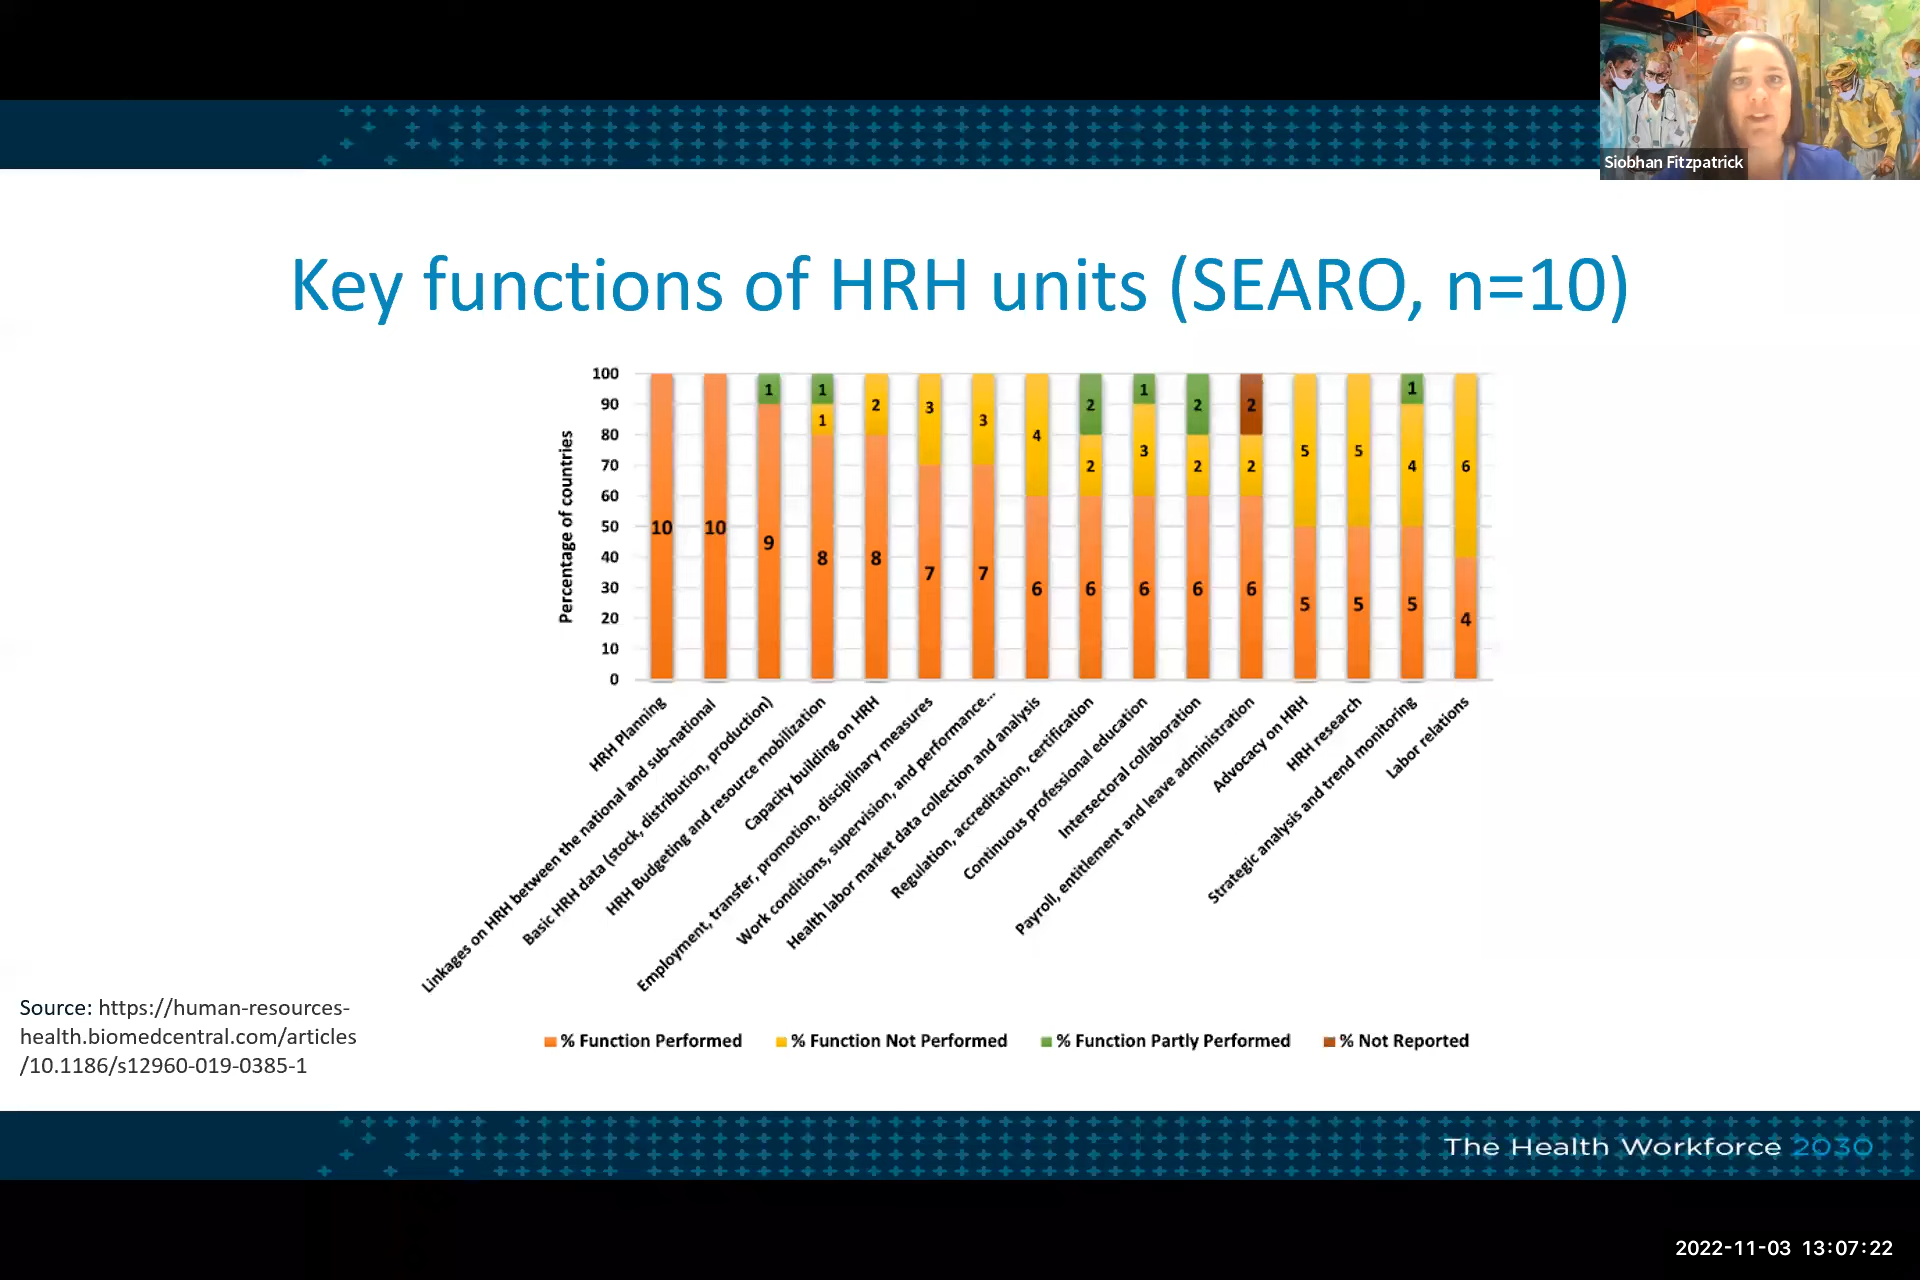 Siobhan Fitzpatrick
Key functions of HRH units (SEARO, n=10)
Percentage of countries
100
90
80
70
60
50
40
30
20
10
0
10
10
1
9
1
1
8
2
8
3
7
3
7
4
6
2
2
6
1
3
6
2
2
6
2
2
6
5
5
5
5
1
4
5
6
4
HRH Planning
Linkages on HRH between the national and sub-national
Basic HRH data (stock, distribution, production)
HRH Budgeting and resource mobilization
Capacity building on HRH
Employment, transfer, promotion, disciplinary measures
Work conditions, supervision, and performance...
Health labor market data collection and analysis
Regulation, accreditation, certification
Continuous professional education
Intersectoral collaboration
Payroll, entitlement and leave administration
Advocacy on HRH
HRH research
Strategic analysis and trend monitoring
Labor relations
% Function Performed
% Function Not Performed
% Function Partly Performed
% Not Reported
Source: https://human-resources-
health.biomedcentral.com/articles
/10.1186/s12960-019-0385-1
The Health Workforce 2030
2022-11-03 13:07:22